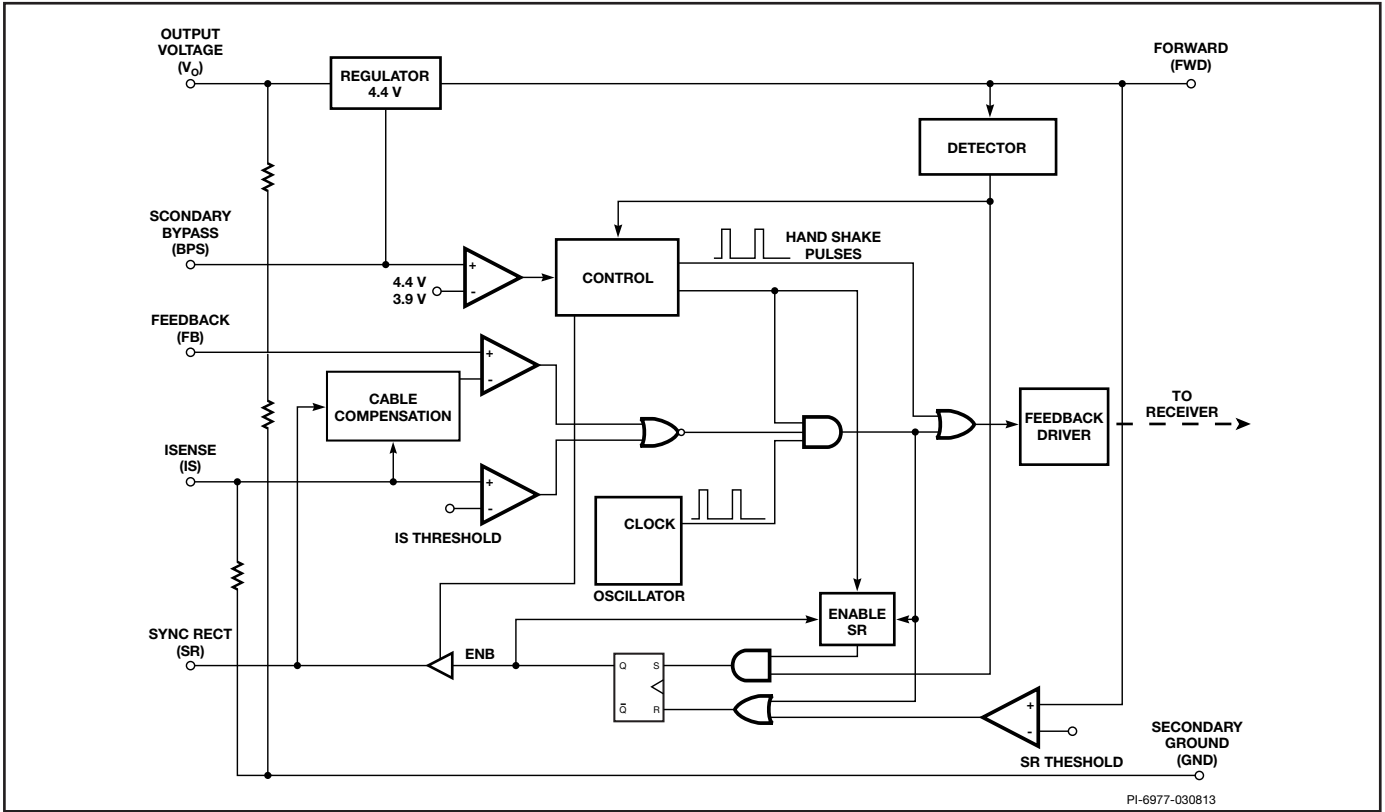 OUTPUT
VOLTAGE
(VO)
REGULATOR
4.4 V
FORWARD
(FWD)
DETECTOR
SCONDARY
BYPASS
(BPS)
+
-
4.4 V
3.9 V
CONTROL
HAND SHAKE
PULSES
FEEDBACK
(FB)
+
-
CABLE
COMPENSATION
FEEDBACK
DRIVER
TO
RECEIVER
ISENSE
(IS)
+
-
IS THRESHOLD
CLOCK
OSCILLATOR
ENABLE
SR
SYNC RECT
(SR)
ENB
Q
S
Q̅
R
+
-
SR THESHOLD
SECONDARY
GROUND
(GND)
PI-6977-030813